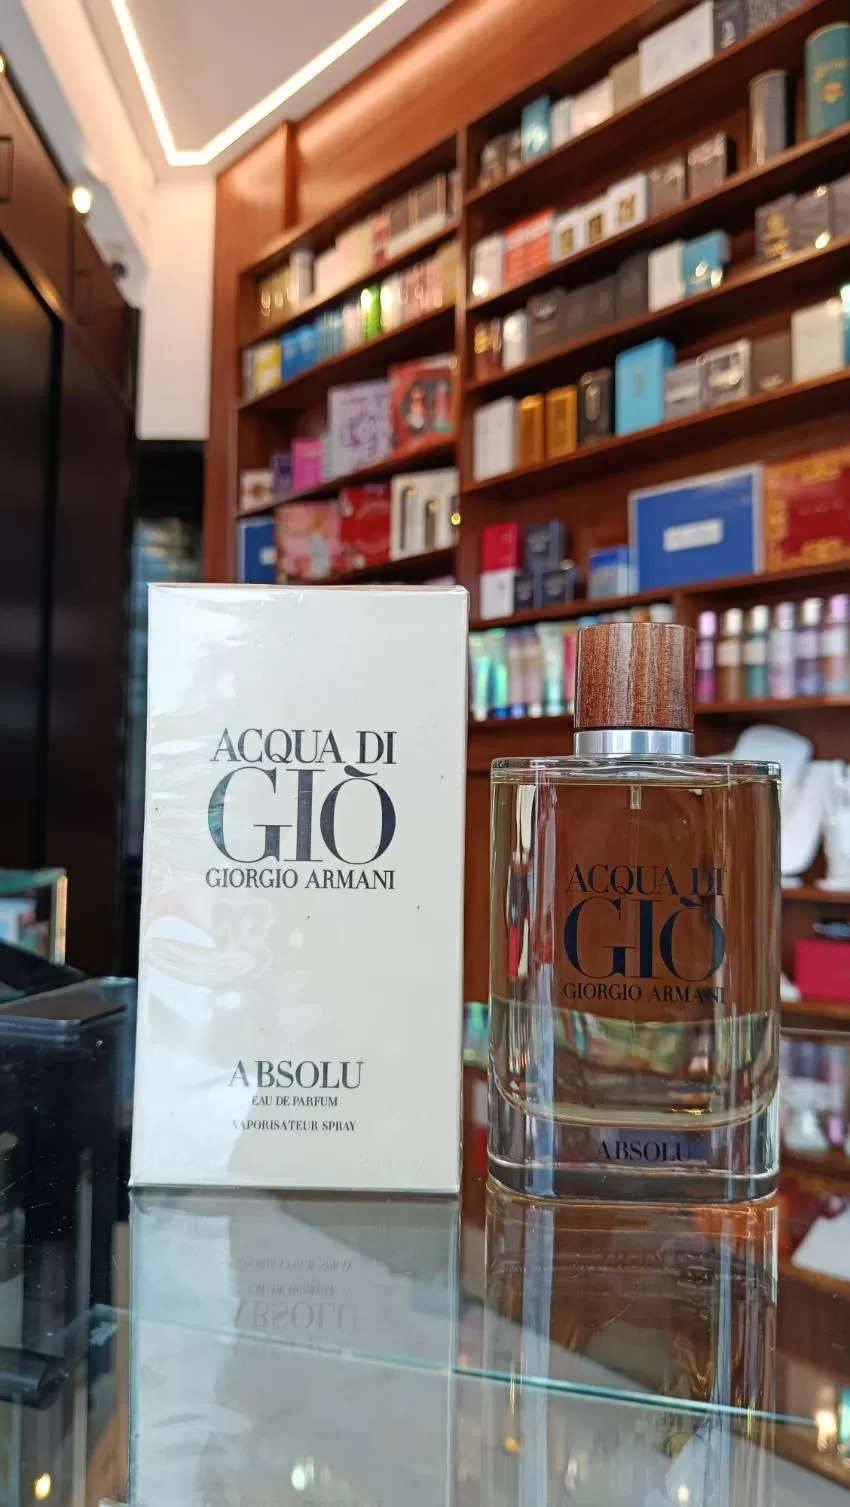 ACQUA DI
GIÒ
GIORGIO ARMANI
ABSOLU
EAU DE PARFUM
VAPORISATEUR SPRAY
ACQUA DI
GIÒ
GIORGIO ARMANI
ABSOLU